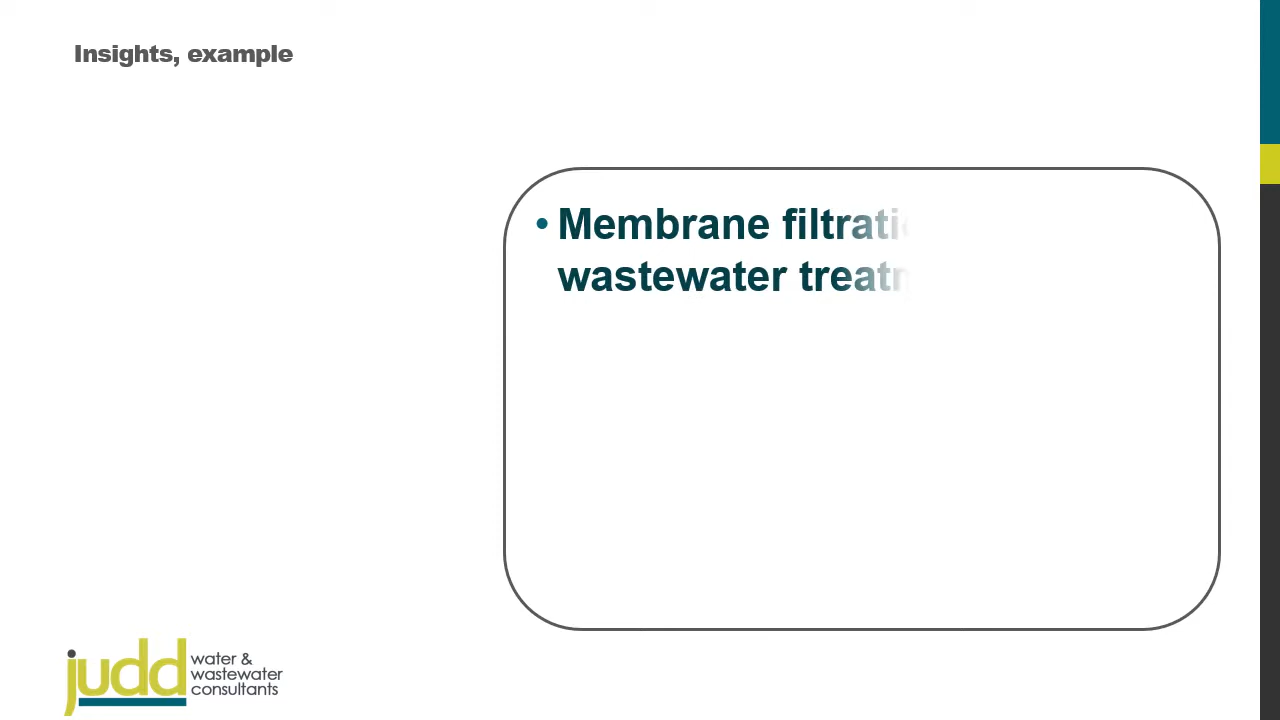 Insights, example
• Membrane filtrati
wastewater treat
judd
water &
wastewater
consultants